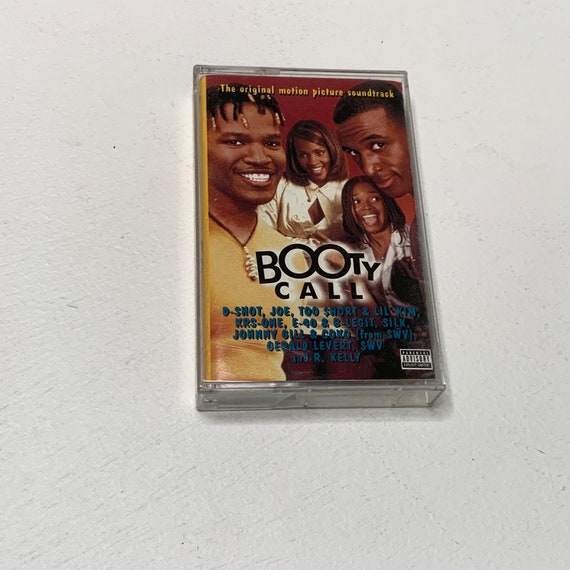 The original motion picture soundtrack
BOOTY
CALL
D-SHOT, JOE, TOO SHORT & LIL KIM,
KRS-ONE, E-40 & B-LEGIT, SILK,
JOHNNY GILL & COKO (from SWV)
GERALD LEVERT, SWV
and R. KELLY
PARENTAL
ADVISORY
EXPLICIT CONTENT